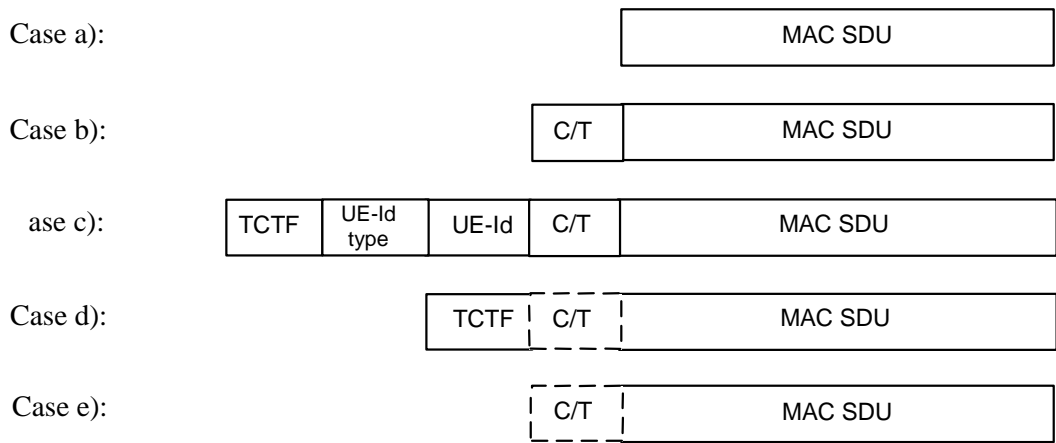 Case a): MAC SDU
Case b): C/T MAC SDU
ase c): TCTF UE-Id type UE-Id C/T MAC SDU
Case d): TCTF C/T MAC SDU
Case e): C/T MAC SDU